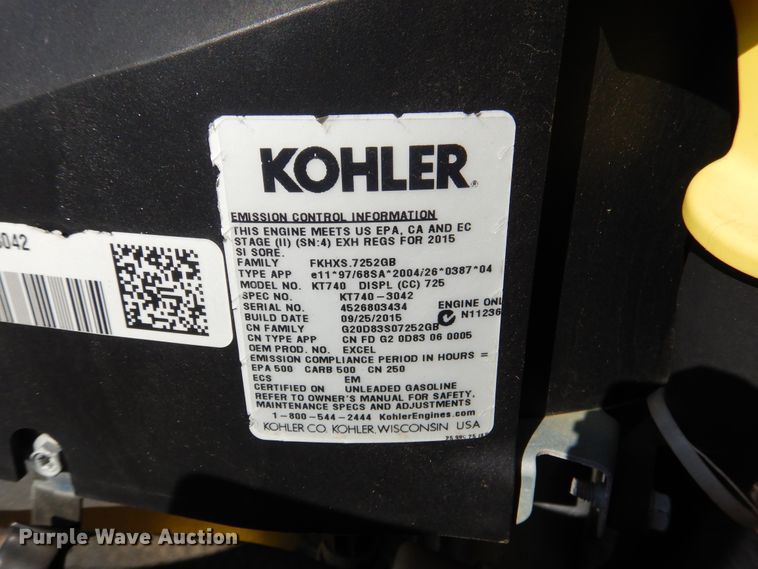 KOHLER®
EMISSION CONTROL INFORMATION
THIS ENGINE MEETS US EPA, CA AND EC
STAGE (II) (SN:4) EXH REGS FOR 2015
SI SORE.
FAMILY FKHXS.7252GB
TYPE APP e11*97/68SA*2004/26*0387*04
MODEL NO. KT740 DISPL (CC) 725
SPEC NO. KT740-3042
SERIAL NO. 4526803434 ENGINE ONL
BUILD DATE 09/25/2015 N11236
CN FAMILY G20D83S07252GB
CN TYPE APP CN FD G2 0D83 06 0005
OEM PROD. NO. EXCEL
EMISSION COMPLIANCE PERIOD IN HOURS =
EPA 500 CARB 500 CN 250
ECS EM
CERTIFIED ON UNLEADED GASOLINE
REFER TO OWNER'S MANUAL FOR SAFETY,
MAINTENANCE SPECS AND ADJUSTMENTS
1-800-544-2444 KohlerEngines.com
KOHLER CO. KOHLER, WISCONSIN USA
3042
Purple Wave Auction